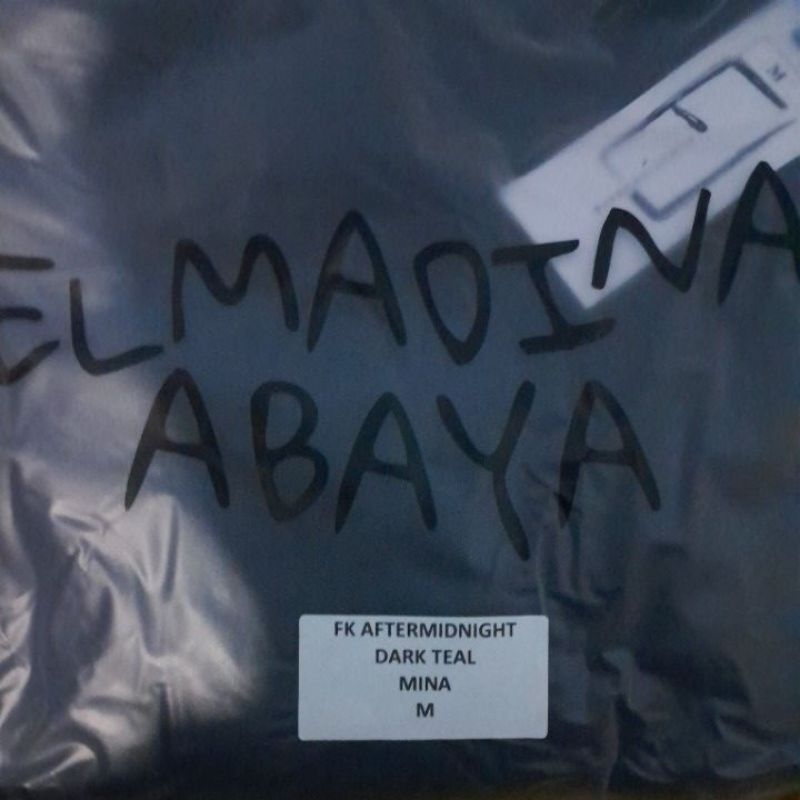 M
ELMADINA
ABAYA
FK AFTERMIDNIGHT
DARK TEAL
MINA
M